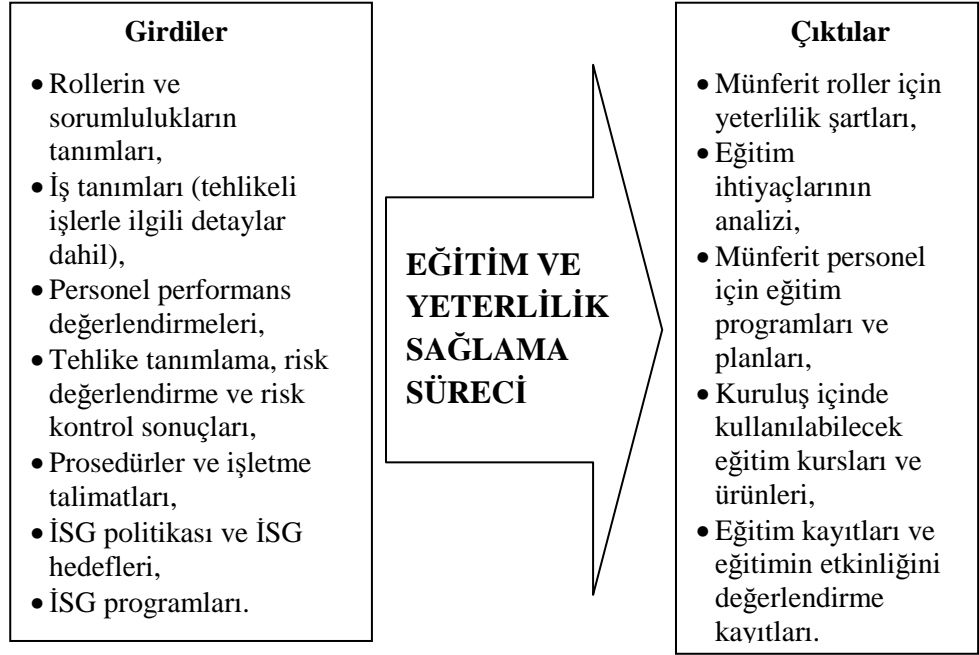 Girdiler
• Rollerin ve
sorumlulukların
tanımları,
• İş tanımları (tehlikeli
işlerle ilgili detaylar
dahil),
• Personel performans
değerlendirmeleri,
• Tehlike tanımlama, risk
değerlendirme ve risk
kontrol sonuçları,
• Prosedürler ve işletme
talimatları,
• İSG politikası ve İSG
hedefleri,
• İSG programları.
EĞİTİM VE
YETERLİLİK
SAĞLAMA
SÜRECİ
Çıktılar
• Münferit roller için
yeterlilik şartları,
• Eğitim
ihtiyaçlarının
analizi,
• Münferit personel
için eğitim
programları ve
planları,
• Kuruluş içinde
kullanılabilecek
eğitim kursları ve
ürünleri,
• Eğitim kayıtları ve
eğitimin etkinliğini
değerlendirme
kayıtları.